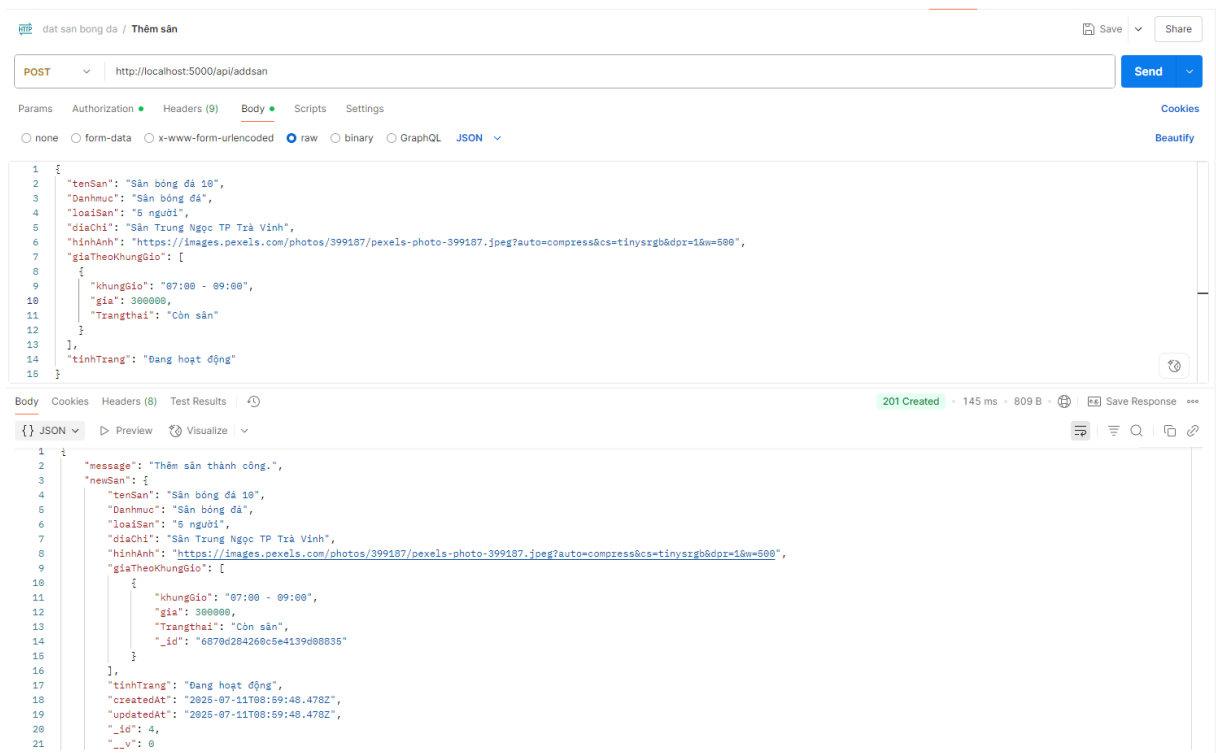 HTTP dat san bong da / Thêm sân Save Share
POST http://localhost:5000/api/addsan Send
Params Authorization Headers (9) Body Scripts Settings Cookies
none form-data x-www-form-urlencoded raw binary GraphQL JSON Beautify
1 {
2 "tenSan": "Sân bóng đá 10",
3 "Danhmuc": "Sân bóng đá",
4 "loaiSan": "5 người",
5 "diaChi": "Sân Trung Ngọc TP Trà Vinh",
6 "hinhAnh": "https://images.pexels.com/photos/399187/pexels-photo-399187.jpeg?auto=compress&cs=tinysrgb&dpr=1&w=500",
7 "giaTheoKhungGio": [
8 {
9 "khungGio": "07:00 - 09:00",
10 "gia": 300000,
11 "Trangthai": "Còn sân"
12 }
13 ],
14 "tinhTrang": "Đang hoạt động"
15 }
Body Cookies Headers (8) Test Results 201 Created 145 ms 809 B Save Response
{} JSON Preview Visualize
1 {
2 "message": "Thêm sân thành công.",
3 "newSan": {
4 "tenSan": "Sân bóng đá 10",
5 "Danhmuc": "Sân bóng đá",
6 "loaiSan": "5 người",
7 "diaChi": "Sân Trung Ngọc TP Trà Vinh",
8 "hinhAnh": "https://images.pexels.com/photos/399187/pexels-photo-399187.jpeg?auto=compress&cs=tinysrgb&dpr=1&w=500",
9 "giaTheoKhungGio": [
10 {
11 "khungGio": "07:00 - 09:00",
12 "gia": 300000,
13 "Trangthai": "Còn sân",
14 "_id": "6870d284260c5e4139d08835"
15 }
16 ],
17 "tinhTrang": "Đang hoạt động",
18 "createdAt": "2025-07-11T08:59:48.478Z",
19 "updatedAt": "2025-07-11T08:59:48.478Z",
20 "_id": 4,
21 "__v": 0